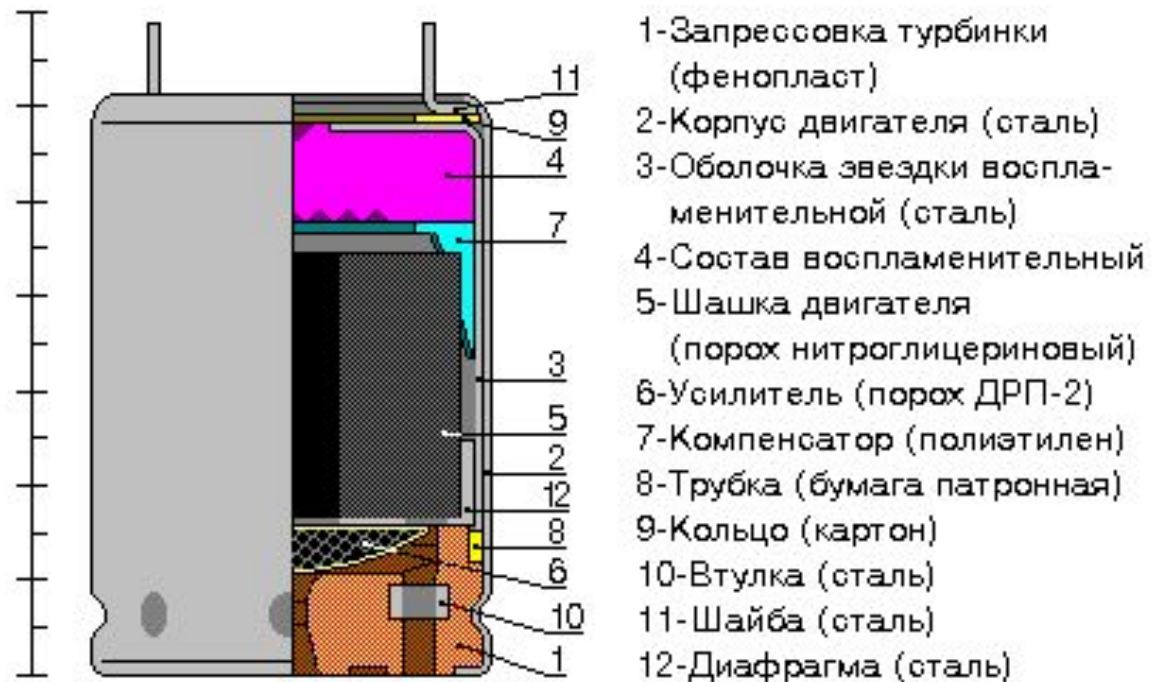 1-Запрессовка турбинки
(фенопласт)
2-Корпус двигателя (сталь)
3-Оболочка звездки воспла-
менительной (сталь)
4-Состав воспламенительный
5-Шашка двигателя
(порох нитроглицериновый)
6-Усилитель (порох ДРП-2)
7-Компенсатор (полиэтилен)
8-Трубка (бумага патронная)
9-Кольцо (картон)
10-Втулка (сталь)
11-Шайба (сталь)
12-Диафрагма (сталь)
11
9
4
7
3
5
2
12
8
6
10
1